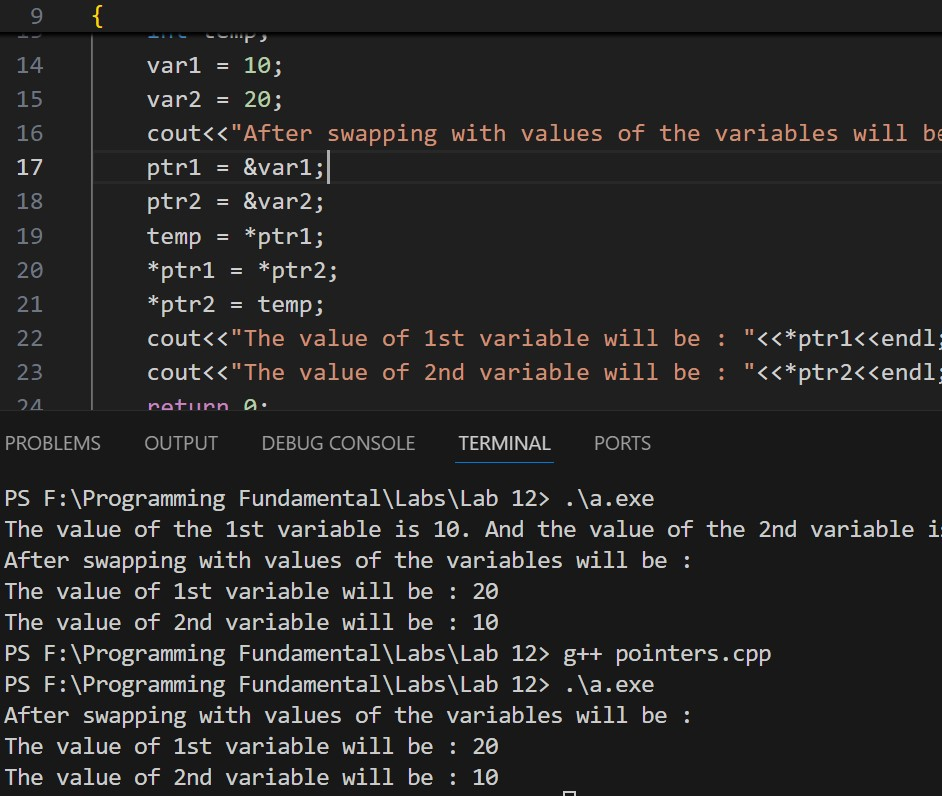 9 {
int temp;
14 var1 = 10;
15 var2 = 20;
16 cout<<"After swapping with values of the variables will
17 ptr1 = &var1;
18 ptr2 = &var2;
19 temp = *ptr1;
20 *ptr1 = *ptr2;
21 *ptr2 = temp;
22 cout<<"The value of 1st variable will be : "<<*ptr1<<endl;
23 cout<<"The value of 2nd variable will be : "<<*ptr2<<endl;
24 return 0;
PROBLEMS OUTPUT DEBUG CONSOLE TERMINAL PORTS
PS F:\Programming Fundamental\Labs\Lab 12> .\a.exe
The value of the 1st variable is 10. And the value of the 2nd variable is
After swapping with values of the variables will be :
The value of 1st variable will be : 20
The value of 2nd variable will be : 10
PS F:\Programming Fundamental\Labs\Lab 12> g++ pointers.cpp
PS F:\Programming Fundamental\Labs\Lab 12> .\a.exe
After swapping with values of the variables will be :
The value of 1st variable will be : 20
The value of 2nd variable will be : 10